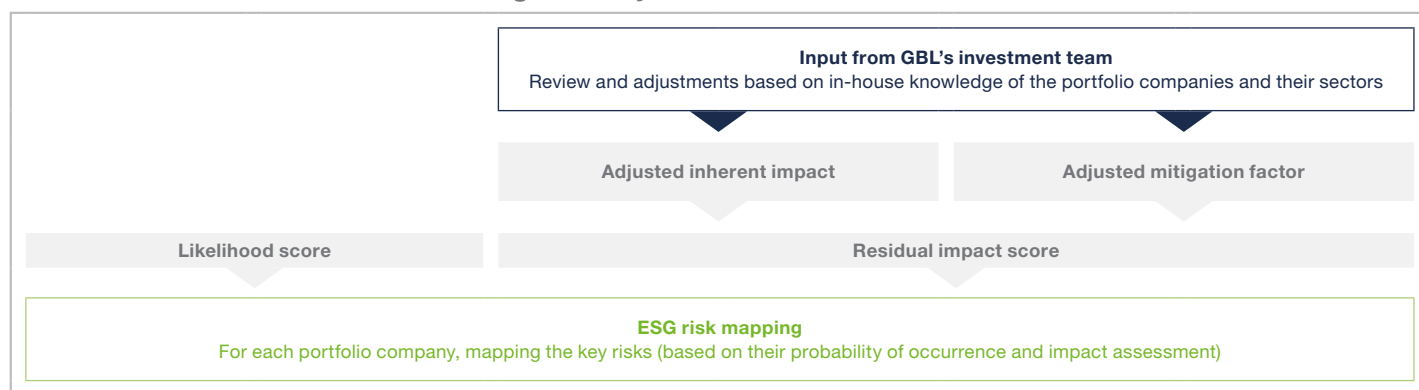 Input from GBL's investment team
Review and adjustments based on in-house knowledge of the portfolio companies and their sectors
Adjusted inherent impact
Adjusted mitigation factor
Likelihood score
Residual impact score
ESG risk mapping
For each portfolio company, mapping the key risks (based on their probability of occurrence and impact assessment)